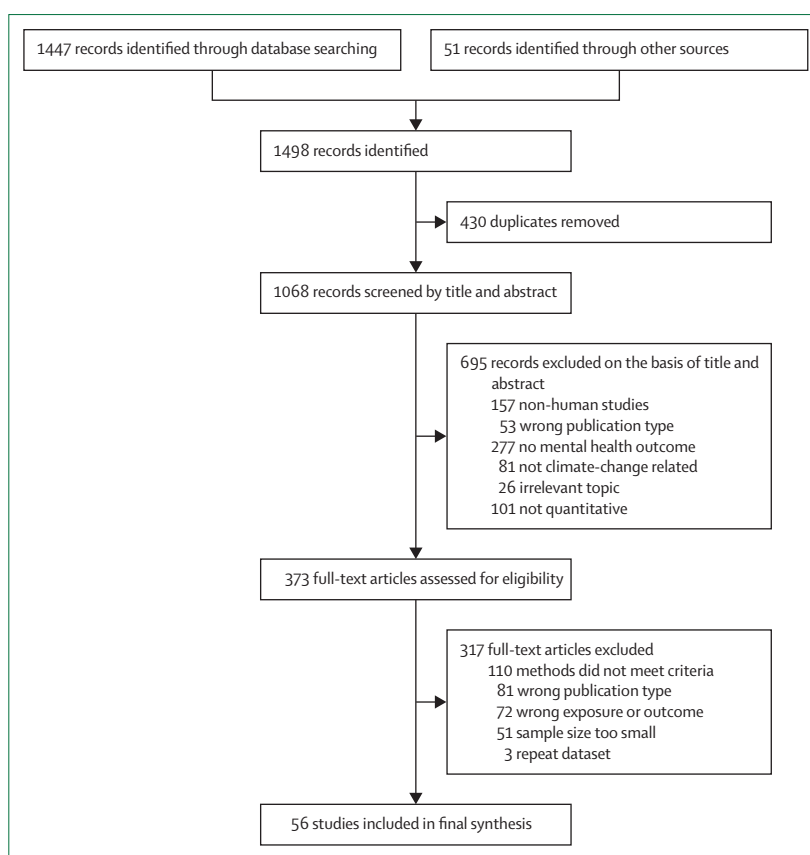 1447 records identified through database searching
51 records identified through other sources
1498 records identified
430 duplicates removed
1068 records screened by title and abstract
695 records excluded on the basis of title and
abstract
157 non-human studies
53 wrong publication type
277 no mental health outcome
81 not climate-change related
26 irrelevant topic
101 not quantitative
373 full-text articles assessed for eligibility
317 full-text articles excluded
110 methods did not meet criteria
81 wrong publication type
72 wrong exposure or outcome
51 sample size too small
3 repeat dataset
56 studies included in final synthesis